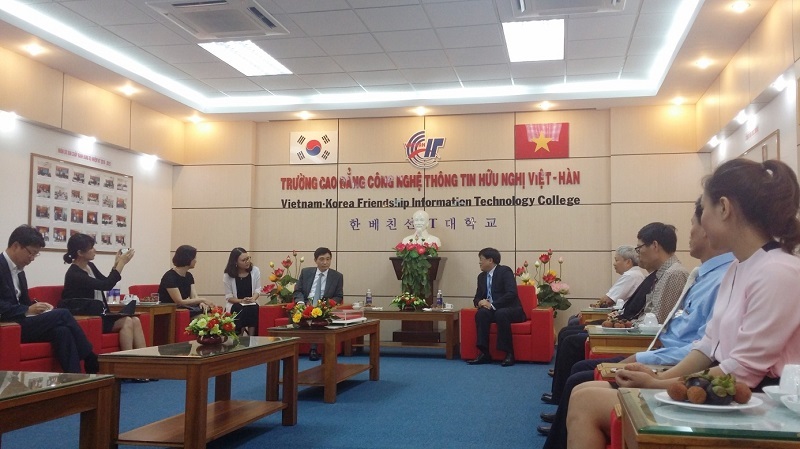 TRƯỜNG CAO ĐẲNG CÔNG NGHỆ THÔNG TIN HỮU NGHỊ VIỆT-HÀN
Vietnam-Korea Friendship Information Technology College
한베친선IT대학교